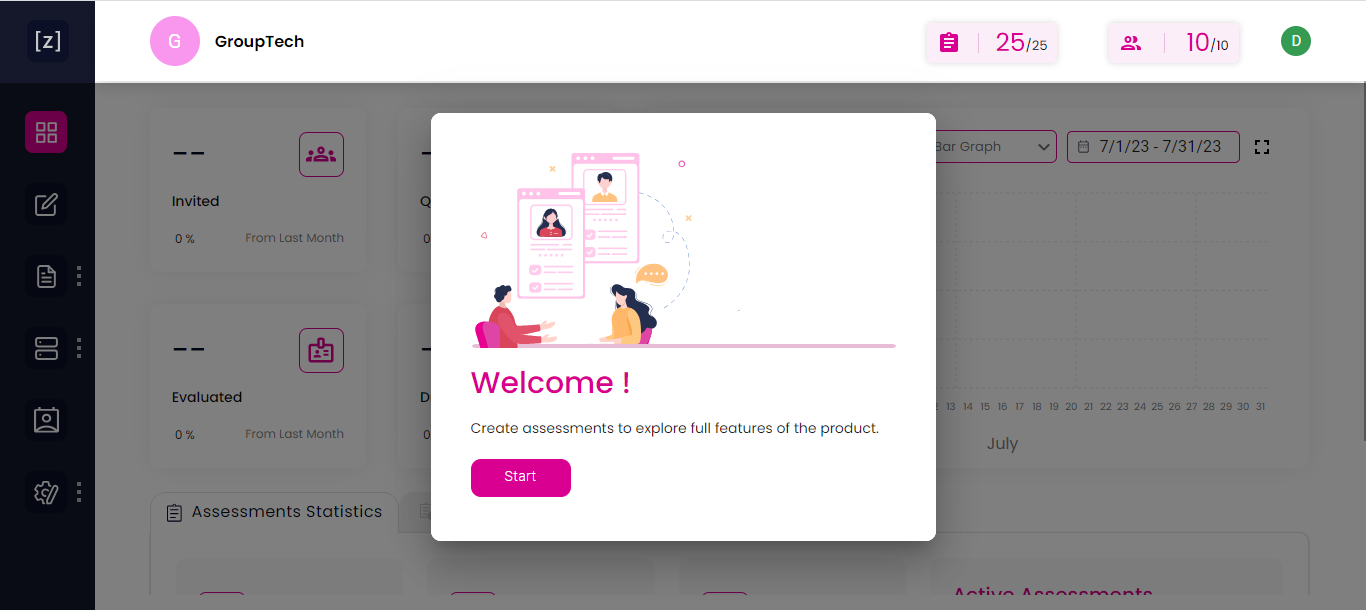 [z]
G
GroupTech
25/25
10/10
D
--
Invited
0 %
From Last Month
Bar Graph
7/1/23 - 7/31/23
--
Evaluated
0 %
From Last Month
13 14 15 16 17 18 19 20 21 22 23 24 25 26 27 28 29 30 31
July
Welcome !
Create assessments to explore full features of the product.
Start
Assessments Statistics
Active Assessments